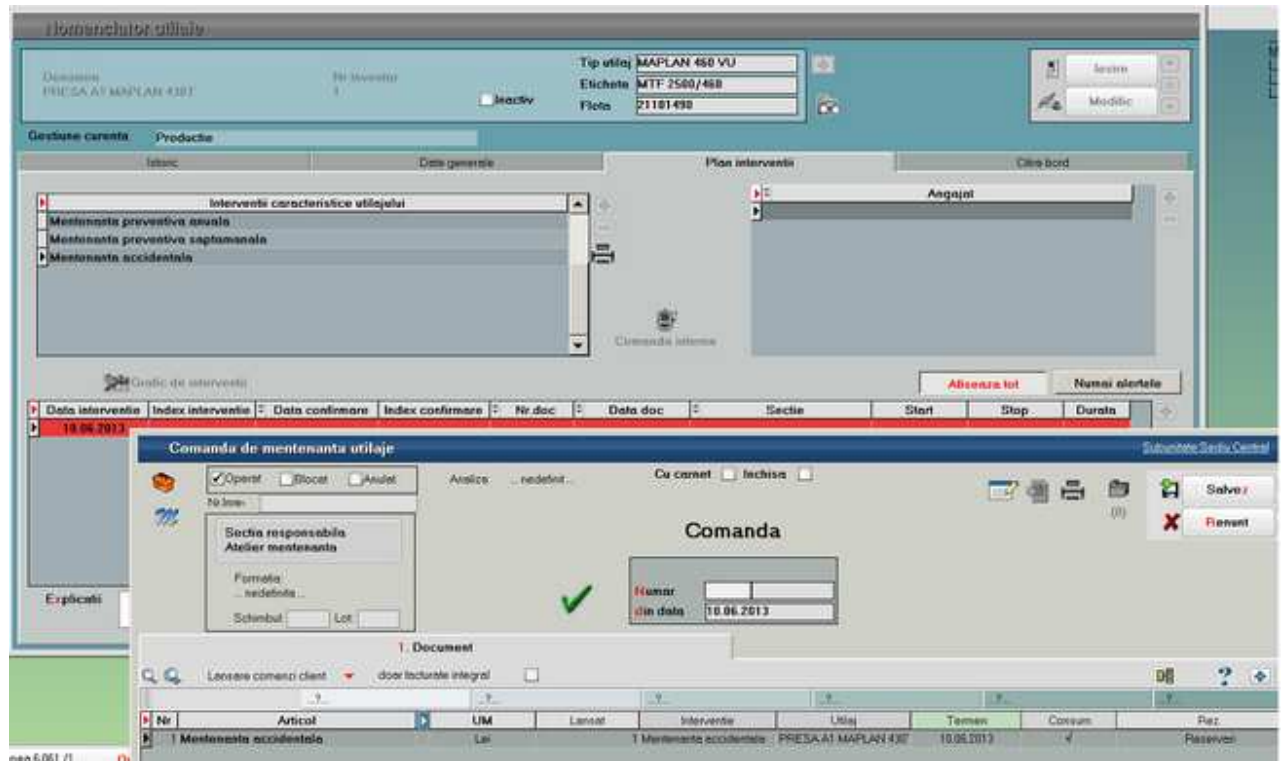 Nomenclator utilaje
Denumire
PRESA A1 MAPLAN 4307
Nr inventar
1
Inactiv
Tip utilaj MAPLAN 460 VU
Eticheta MTF 2500/460
Flota 21101490
Iesire
Modific
Gestiune curenta Productie
Istoric Date generale Plan interventii Citire bord
Interventii caracteristice utilajului
Mentenanta preventiva anuala
Mentenanta preventiva saptamanala
Mentenanta accidentala
Angajat
Comanda interna
Grafic de interventii
Afiseaza tot Numai alertele
Data interventie Index interventie Data confirmare Index confirmare Nr.doc Data doc Sectie Start Stop Durata
10.06.2013
Comanda de mentenanta utilaje
Subunitate: Sediu Central
Operat Blocat Anulat Analiza ... nedefinit... Cu carnet Inchisa
Sectia responsabila
Atelier mentenanta
Formatia:
... nedefinita ...
Schimbul Lot
Comanda
Numar
din data 10.06.2013
(0)
Salvez
Renunt
Explicatii
1. Document
Lansare comenzi client doar facturate integral
?
...?... ...?... ...?... ...?... ...?... ...?...
Nr Articol UM Lansat Interventie Utilaj Termen Consum Rez
1 Mentenanta accidentala Lei 1 Mentenanta accidentala PRESA A1 MAPLAN 430 10.06.2013 Rezervari